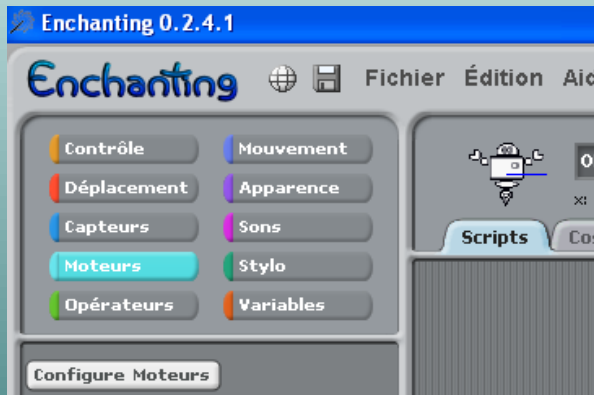 Enchanting 0.2.4.1
Enchanting Fichier Édition
Contrôle Mouvement
Déplacement Apparence
Capteurs Sons
Moteurs Stylo
Opérateurs Variables
x:
Scripts
Configure Moteurs